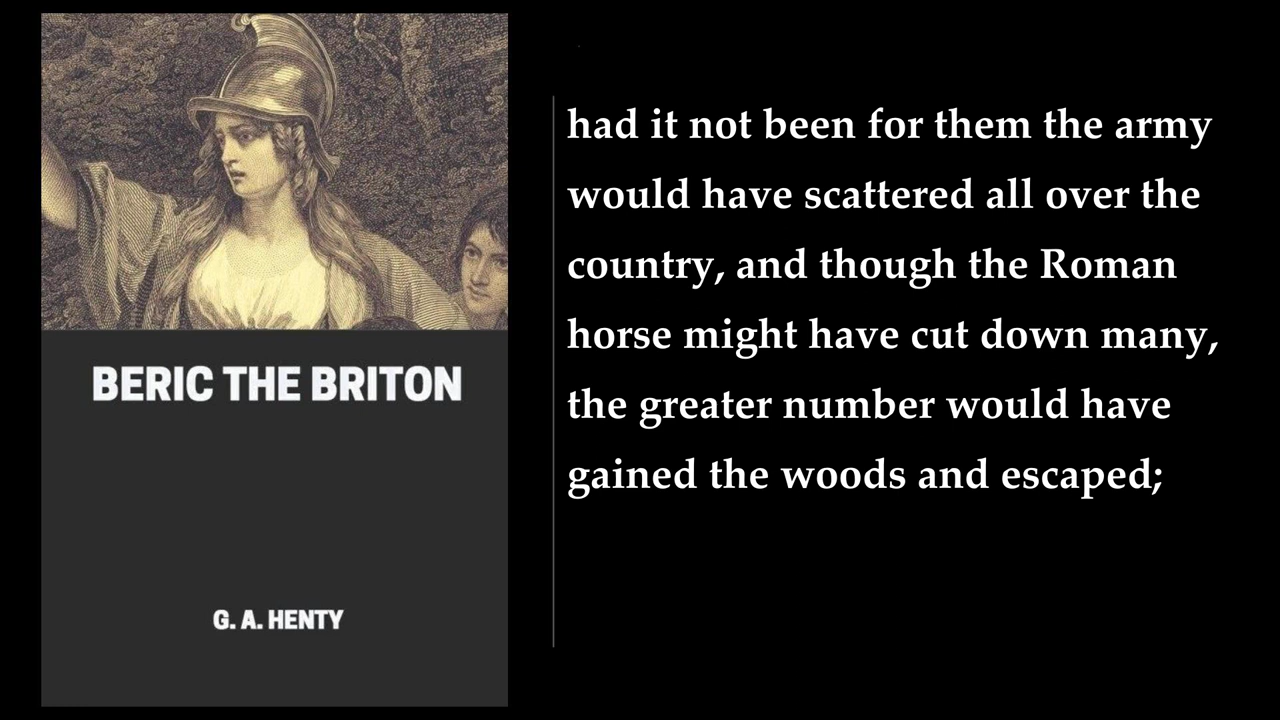 BERIC THE BRITON
G. A. HENTY
had it not been for them the army
would have scattered all over the
country, and though the Roman
horse might have cut down many,
the greater number would have
gained the woods and escaped;